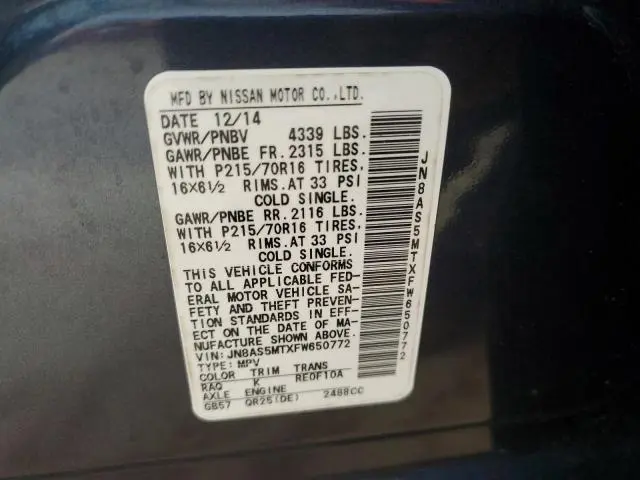 MFD BY NISSAN MOTOR CO.,LTD.
DATE 12/14
GVWR/PNBV 4339 LBS.
GAWR/PNBE FR. 2315 LBS.
WITH P215/70R16 TIRES,
16X6½ RIMS. AT 33 PSI
COLD SINGLE.
GAWR/PNBE RR. 2116 LBS.
WITH P215/70R16 TIRES,
16X6½ RIMS. AT 33 PSI
COLD SINGLE.
THIS VEHICLE CONFORMS
TO ALL APPLICABLE FED-
ERAL MOTOR VEHICLE SA-
FETY AND THEFT PREVEN-
TION STANDARDS IN EFF-
ECT ON THE DATE OF MA-
NUFACTURE SHOWN ABOVE.
VIN: JN8AS5MTXFW650772
TYPE: MPV
COLOR TRIM TRANS
RAQ K RE0F10A
AXLE ENGINE
GB57 QR25(DE) 2488CC
JN8AS5MTXFW650772